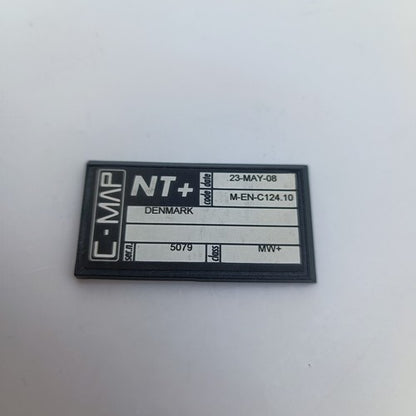 C-MAP
NT+
date 23-MAY-08
code M-EN-C124.10
DENMARK
ser.n. 5079 class MW+